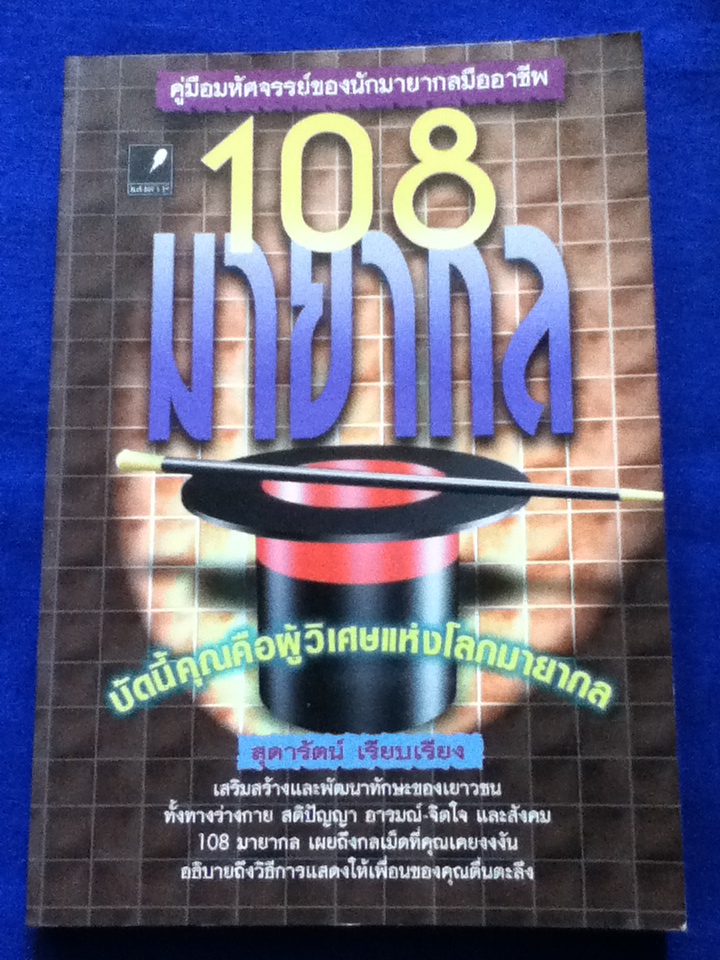 คู่มือมหัศจรรย์ของนักมายากลมืออาชีพ
108
มายากล
บัดนี้คุณคือผู้วิเศษแห่งโลกมายากล
สุดารัตน์ เรียบเรียง
เสริมสร้างและพัฒนาทักษะของเยาวชน
ทั้งทางร่างกาย สติปัญญา อารมณ์-จิตใจ และสังคม
108 มายากล เผยถึงกลเม็ดที่คุณเคยงงงัน
อธิบายถึงวิธีการแสดงให้เพื่อนของคุณตื่นตะลึง